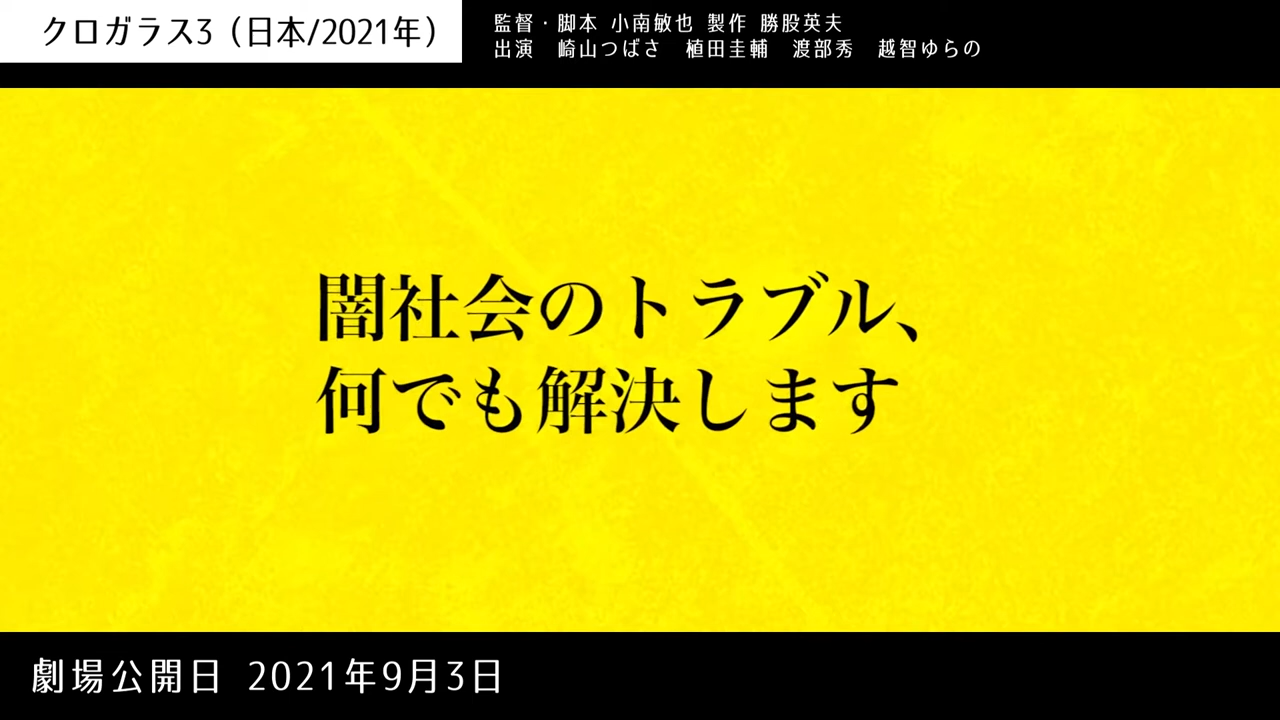 クロガラス3（日本/2021年）
監督・脚本 小南敏也 製作 勝股英夫
出演　崎山つばさ　植田圭輔　渡部秀　越智ゆらの
闇社会のトラブル、
何でも解決します
劇場公開日 2021年9月3日